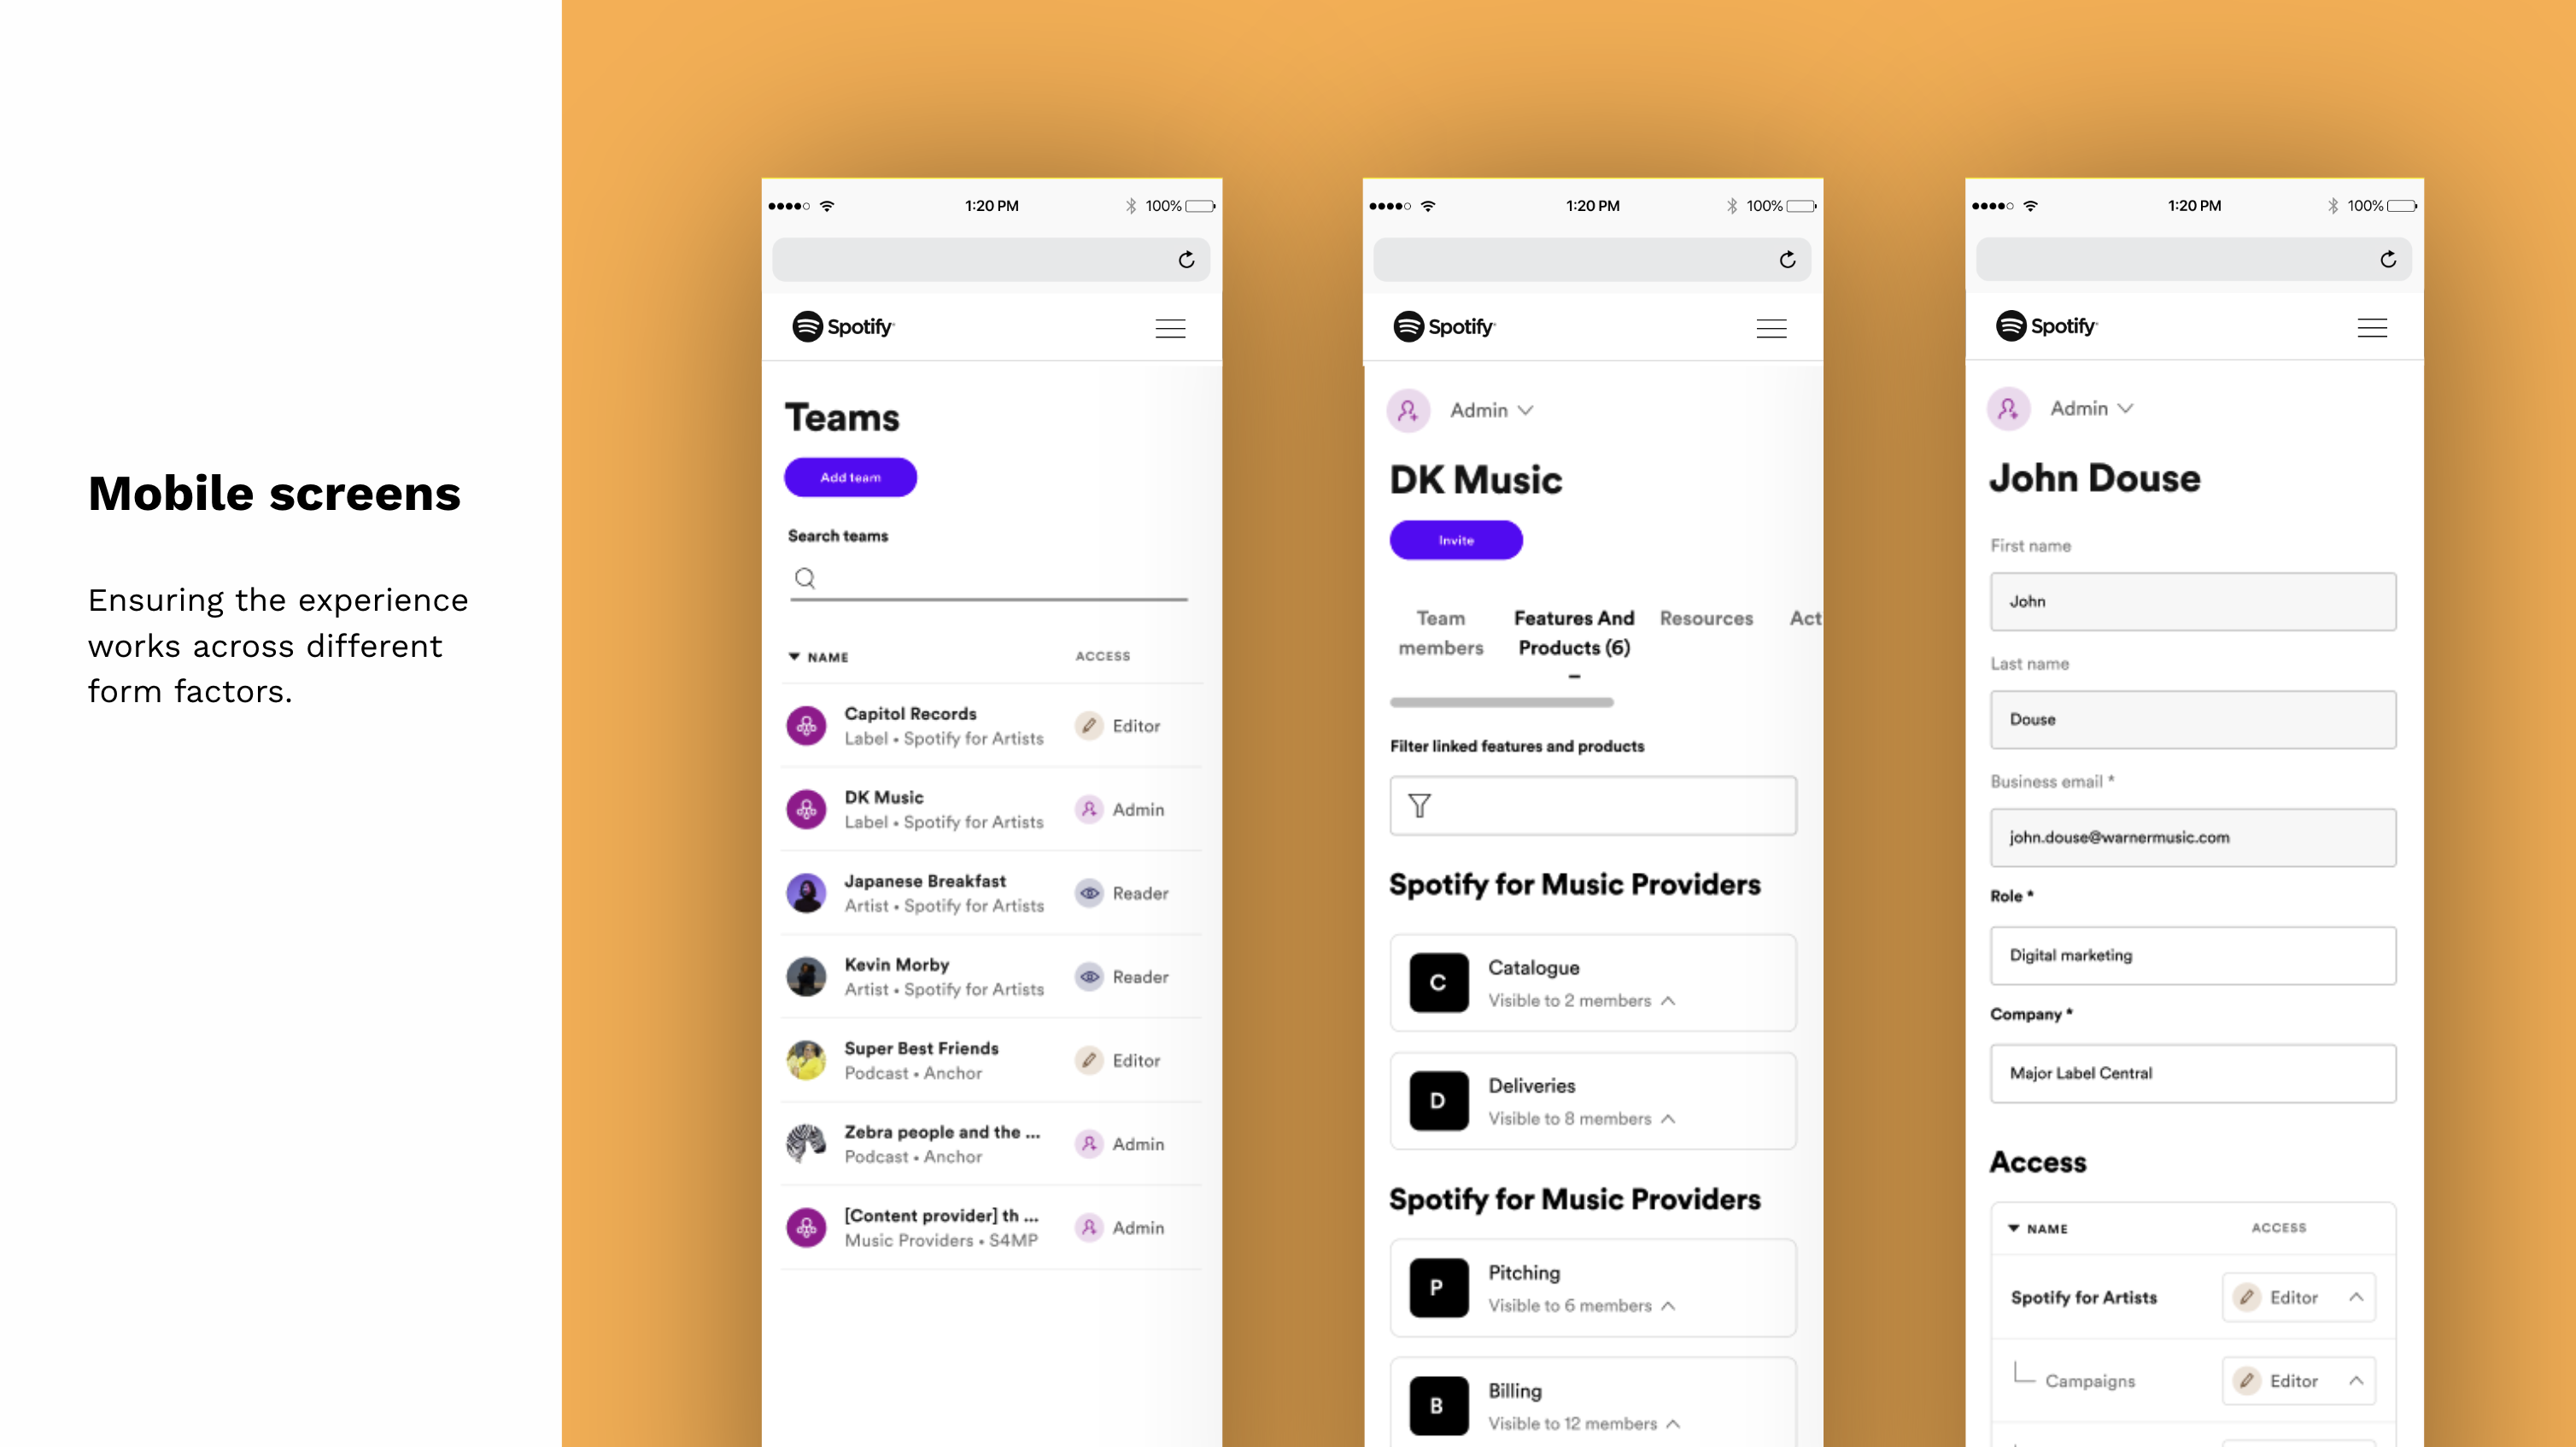 Mobile screens
Ensuring the experience
works across different
form factors.
1:20 PM
100%
Spotify
Teams
Add team
Search teams
NAME ACCESS
Capitol Records
Label • Spotify for Artists
Editor
DK Music
Label • Spotify for Artists
Admin
Japanese Breakfast
Artist • Spotify for Artists
Reader
Kevin Morby
Artist • Spotify for Artists
Reader
Super Best Friends
Podcast • Anchor
Editor
Zebra people and the ...
Podcast • Anchor
Admin
[Content provider] th ...
Music Providers • S4MP
Admin
1:20 PM
100%
Spotify
Admin
DK Music
Invite
Team
members
Features And
Products (6)
Resources
Act
Filter linked features and products
Spotify for Music Providers
C
Catalogue
Visible to 2 members
D
Deliveries
Visible to 8 members
Spotify for Music Providers
P
Pitching
Visible to 6 members
B
Billing
Visible to 12 members
1:20 PM
100%
Spotify
Admin
John Douse
First name
John
Last name
Douse
Business email *
john.douse@warnermusic.com
Role *
Digital marketing
Company *
Major Label Central
Access
NAME ACCESS
Spotify for Artists
Editor
Campaigns
Editor